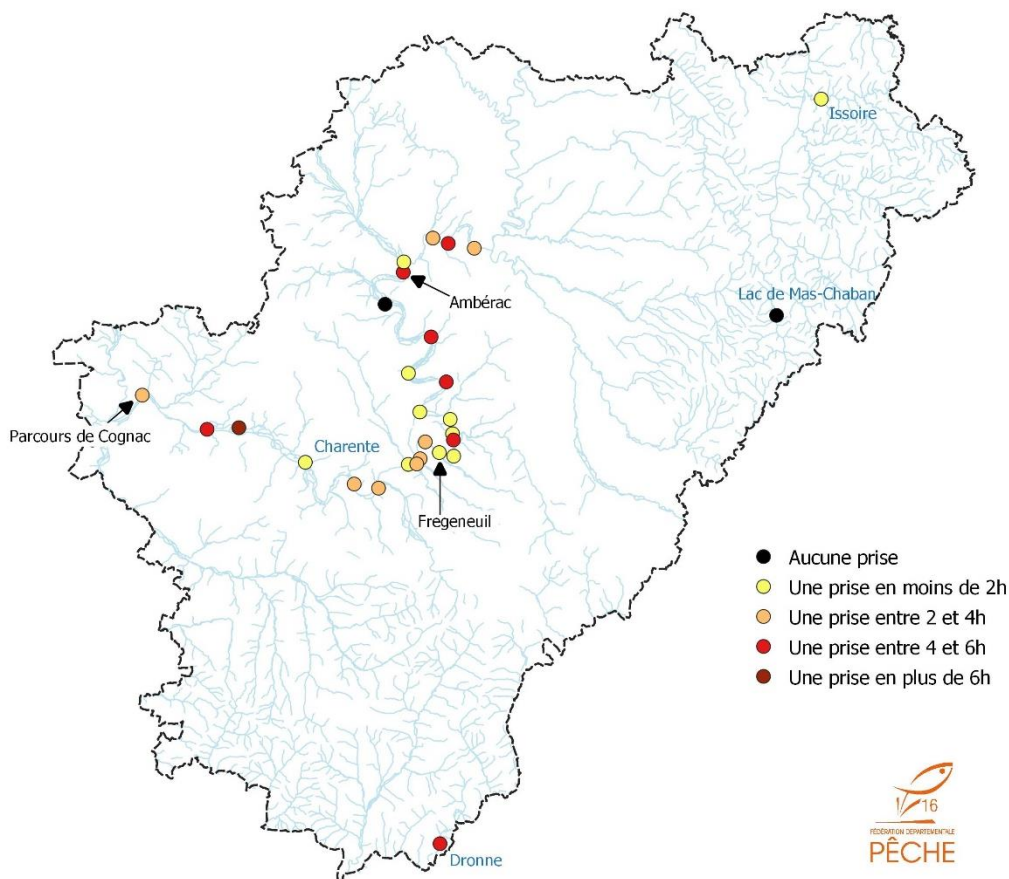 Issoire
Lac de Mas-Chaban
Ambérac
Parcours de Cognac
Charente
Fregeneuil
Dronne
Aucune prise
Une prise en moins de 2h
Une prise entre 2 et 4h
Une prise entre 4 et 6h
Une prise en plus de 6h
16
FÉDÉRATION DÉPARTEMENTALE
PÊCHE